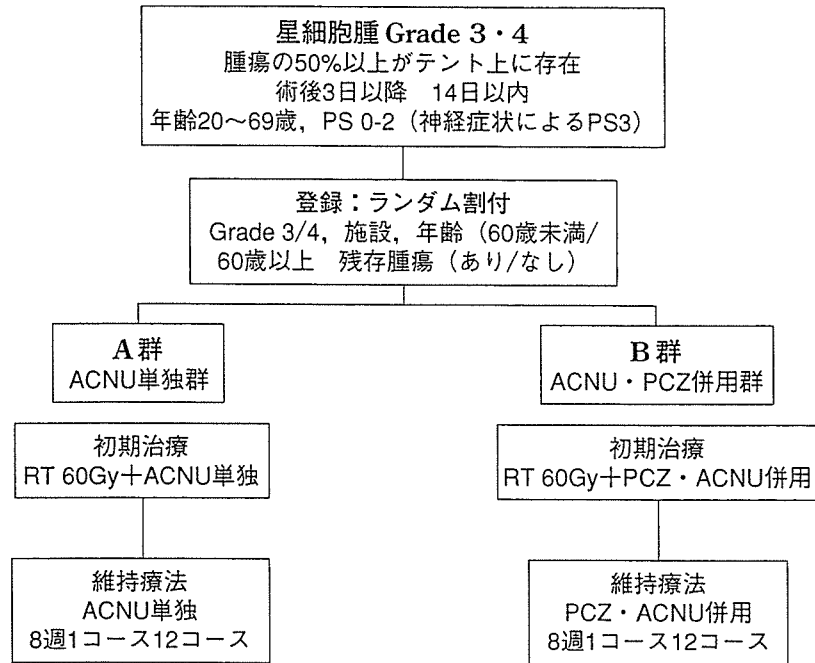 星細胞腫 Grade 3・4
腫瘍の50%以上がテント上に存在
術後3日以降　14日以内
年齢20〜69歳，PS 0-2（神経症状によるPS3）
登録：ランダム割付
Grade 3/4，施設，年齢（60歳未満/
60歳以上　残存腫瘍（あり/なし）
A群
ACNU単独群
B群
ACNU・PCZ併用群
初期治療
RT 60Gy＋ACNU単独
初期治療
RT 60Gy＋PCZ・ACNU併用
維持療法
ACNU単独
8週1コース12コース
維持療法
PCZ・ACNU併用
8週1コース12コース